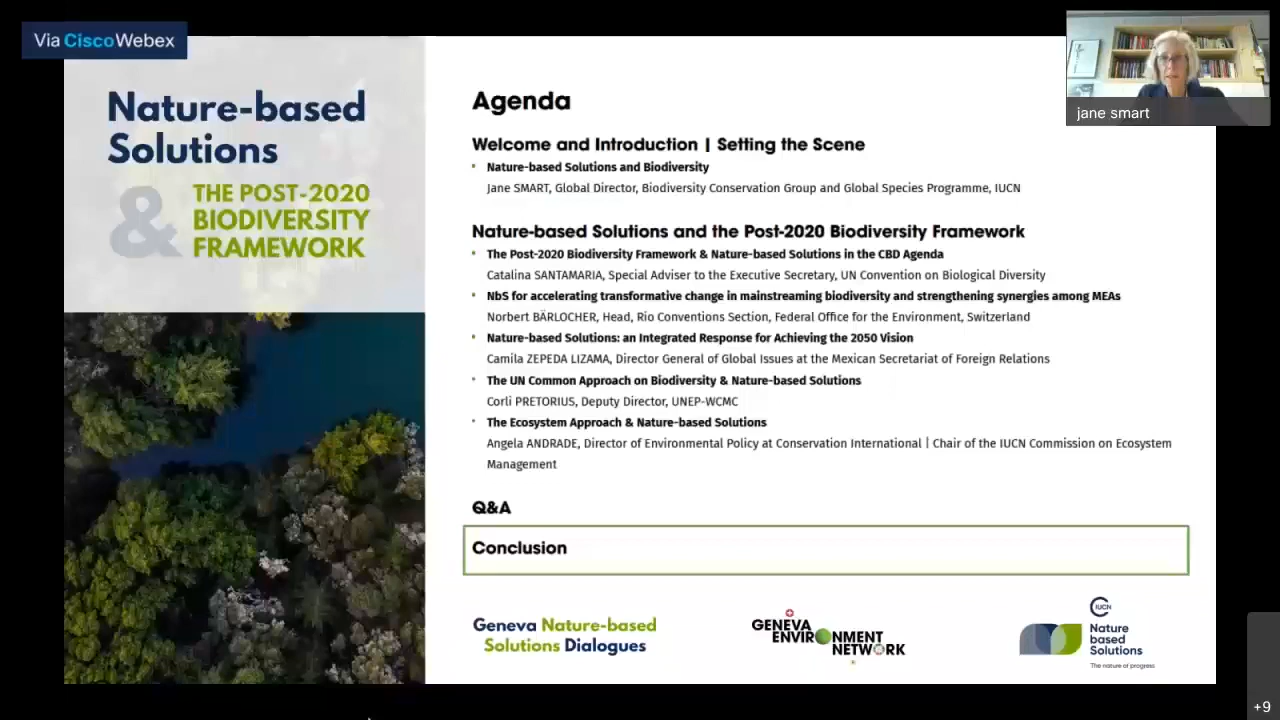 Via CiscoWebex
Nature-based
Solutions
&
THE POST-2020
BIODIVERSITY
FRAMEWORK
jane smart
Agenda
Welcome and Introduction | Setting the Scene
Nature-based Solutions and Biodiversity
Jane SMART, Global Director, Biodiversity Conservation Group and Global Species Programme, IUCN
Nature-based Solutions and the Post-2020 Biodiversity Framework
The Post-2020 Biodiversity Framework & Nature-based Solutions in the CBD Agenda
Catalina SANTAMARIA, Special Adviser to the Executive Secretary, UN Convention on Biological Diversity
NbS for accelerating transformative change in mainstreaming biodiversity and strengthening synergies among MEAs
Norbert BÄRLOCHER, Head, Rio Conventions Section, Federal Office for the Environment, Switzerland
Nature-based Solutions: an Integrated Response for Achieving the 2050 Vision
Camila ZEPEDA LIZAMA, Director General of Global Issues at the Mexican Secretariat of Foreign Relations
The UN Common Approach on Biodiversity & Nature-based Solutions
Corli PRETORIUS, Deputy Director, UNEP-WCMC
The Ecosystem Approach & Nature-based Solutions
Angela ANDRADE, Director of Environmental Policy at Conservation International | Chair of the IUCN Commission on Ecosystem
Management
Q&A
Conclusion
Geneva Nature-based
Solutions Dialogues
GENEVA
ENVIRONMENT
NETWORK
IUCN
Nature
based
Solutions
The nature of progress
+9